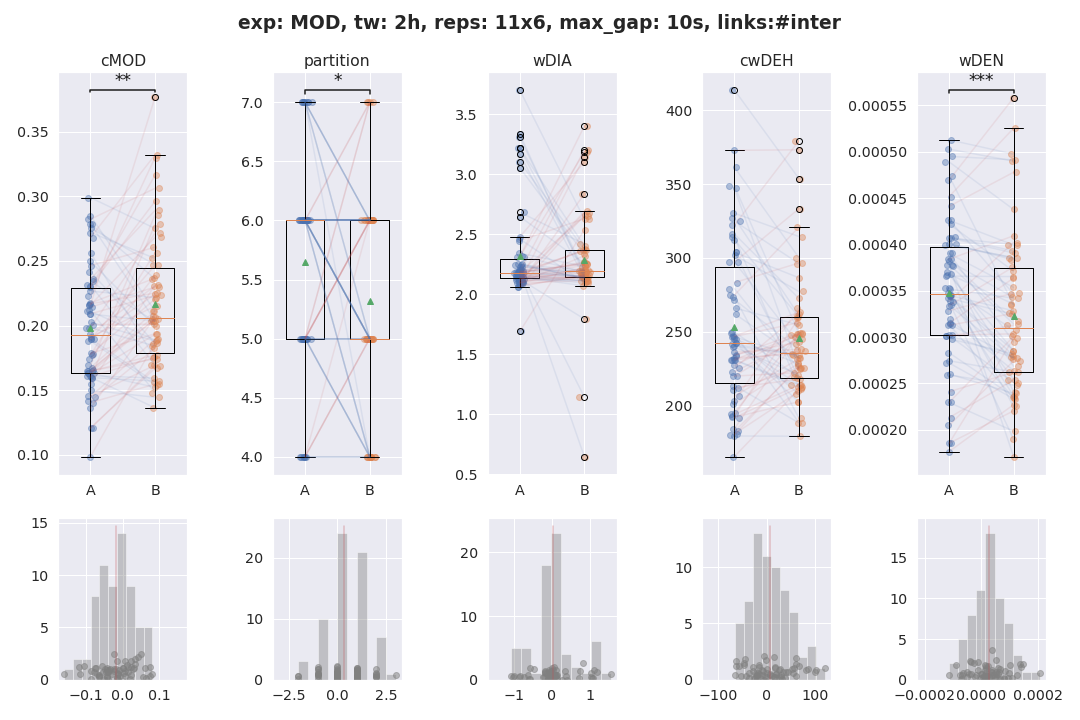 exp: MOD, tw: 2h, reps: 11x6, max_gap: 10s, links:#inter
cMOD
partition
wDIA
cwDEH
wDEN
**
*
***
0.35
0.30
0.25
0.20
0.15
0.10
A
B
7.0
6.5
6.0
5.5
5.0
4.5
4.0
A
B
3.5
3.0
2.5
2.0
1.5
1.0
0.5
A
B
400
350
300
250
200
A
B
0.00055
0.00050
0.00045
0.00040
0.00035
0.00030
0.00025
0.00020
A
B
15
10
5
0
−0.1 0.0 0.1
20
10
0
−2.5 0.0 2.5
20
15
10
5
0
−1 0 1
10
5
0
−100 0 100
15
10
5
0
−0.0002 0.0000 0.0002